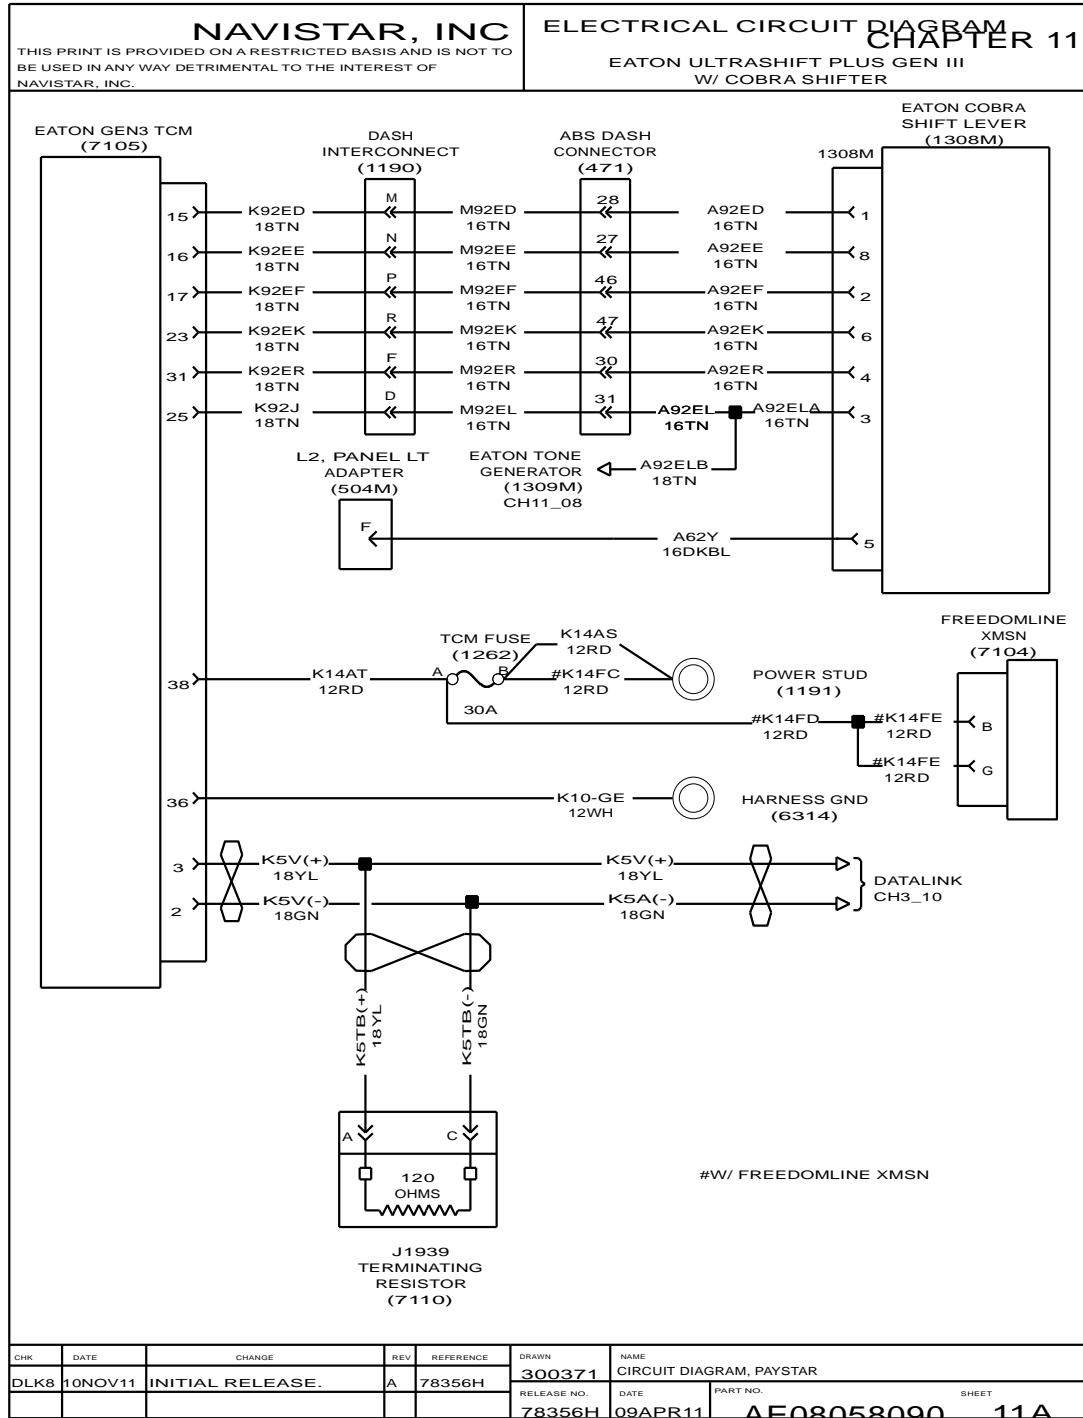 NAVISTAR, INC
THIS PRINT IS PROVIDED ON A RESTRICTED BASIS AND IS NOT TO
BE USED IN ANY WAY DETRIMENTAL TO THE INTEREST OF
NAVISTAR, INC.
ELECTRICAL CIRCUIT DIAGRAM
CHAPTER 11
EATON ULTRASHIFT PLUS GEN III
W/ COBRA SHIFTER
EATON GEN3 TCM
(7105)
DASH
INTERCONNECT
(1190)
ABS DASH
CONNECTOR
(471)
EATON COBRA
SHIFT LEVER
(1308M)
1308M
15 K92ED M M92ED 28 A92ED 1
18TN 16TN 16TN
16 K92EE N M92EE 27 A92EE 8
18TN 16TN 16TN
17 K92EF P M92EF 46 A92EF 2
18TN 16TN 16TN
23 K92EK R M92EK 47 A92EK 6
18TN 16TN 16TN
31 K92ER F M92ER 30 A92ER 4
18TN 16TN 16TN
25 K92J D M92EL 31 A92EL A92ELA 3
18TN 16TN 16TN 16TN
L2, PANEL LT
ADAPTER
(504M)
EATON TONE
GENERATOR
(1309M)
CH11_08
A92ELB
18TN
F A62Y 5
16DKBL
FREEDOMLINE
XMSN
(7104)
TCM FUSE
(1262)
K14AS
12RD
38 K14AT A B #K14FC
12RD 12RD
30A
POWER STUD
(1191)
#K14FD #K14FE B
12RD 12RD
#K14FE G
12RD
36 K10-GE
12WH
HARNESS GND
(6314)
3 K5V(+) K5V(+)
18YL 18YL
2 K5V(-) K5A(-)
18GN 18GN
DATALINK
CH3_10
K5TB(+)
18YL
K5TB(-)
18GN
A C
120
OHMS
#W/ FREEDOMLINE XMSN
J1939
TERMINATING
RESISTOR
(7110)
CHK DATE CHANGE REV REFERENCE
DLK8 10NOV11 INITIAL RELEASE. A 78356H
DRAWN
300371
NAME
CIRCUIT DIAGRAM, PAYSTAR
RELEASE NO. DATE PART NO. SHEET
78356H 09APR11 AE08058090 11A